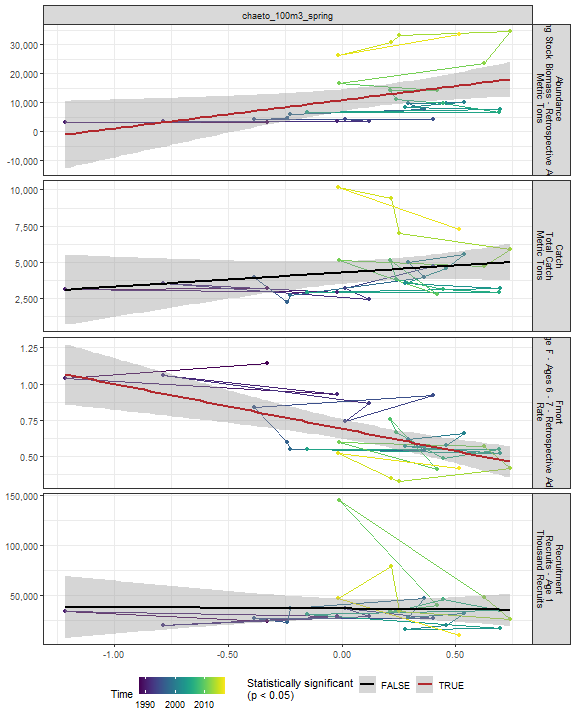 chaeto_100m3_spring
30,000
20,000
10,000
0
-10,000
Abundance
Stock Biomass - Retrospective
Metric Tons
10,000
7,500
5,000
2,500
Catch
Total Catch
Metric Tons
1.25
1.00
0.75
0.50
Fmort
F - Ages 6 - 7 - Retrospective
Rate
150,000
100,000
50,000
Recruitment
Recruits - Age 1
Thousand Recruits
-1.00
-0.50
0.00
0.50
Time
1990
2000
2010
Statistically significant
(p < 0.05)
FALSE
TRUE